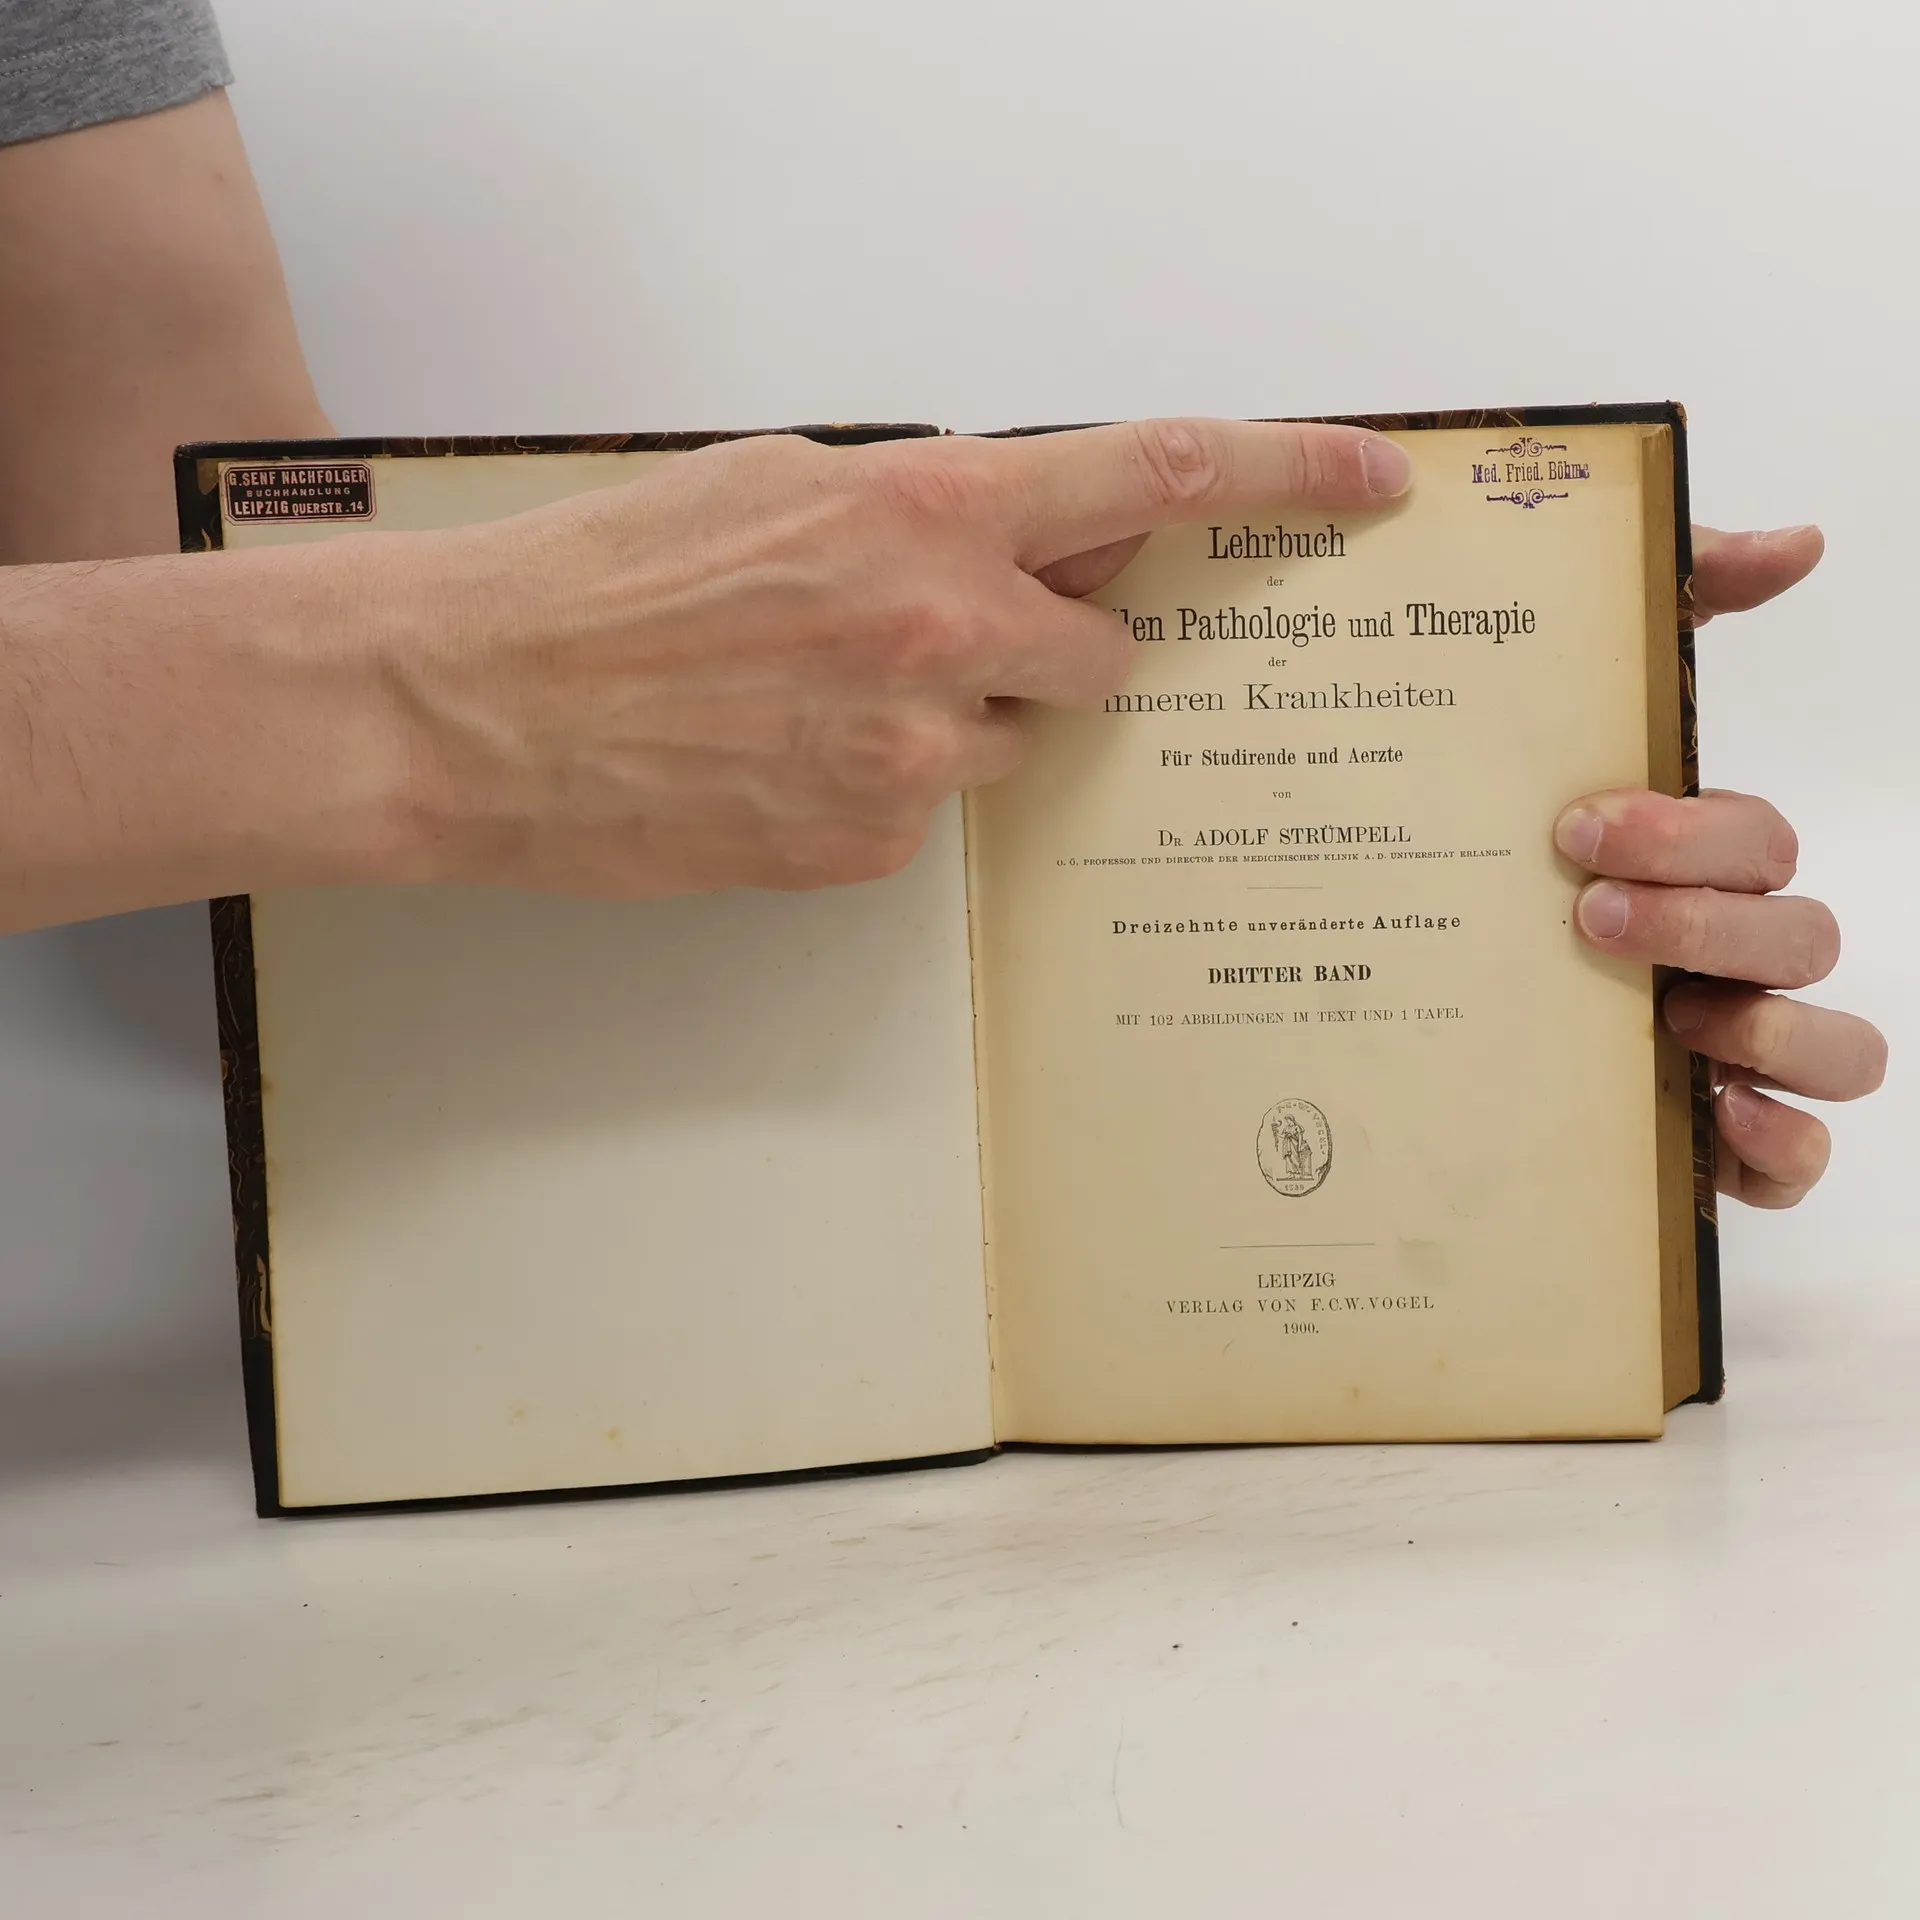 G. SENF NACHFOLGER
BUCHHANDLUNG
LEIPZIG QUERSTR. 14
Med. Fried. Böhme
Lehrbuch
der
llen Pathologie und Therapie
der
inneren Krankheiten
Für Studirende und Aerzte
von
DR. ADOLF STRÜMPELL
O. Ö. PROFESSOR UND DIRECTOR DER MEDICINISCHEN KLINIK A. D. UNIVERSITÄT ERLANGEN
Dreizehnte unveränderte Auflage
DRITTER BAND
MIT 102 ABBILDUNGEN IM TEXT UND 1 TAFEL
F. C. W. VOGEL
LEIPZIG
VERLAG VON F.C.W. VOGEL
1900.